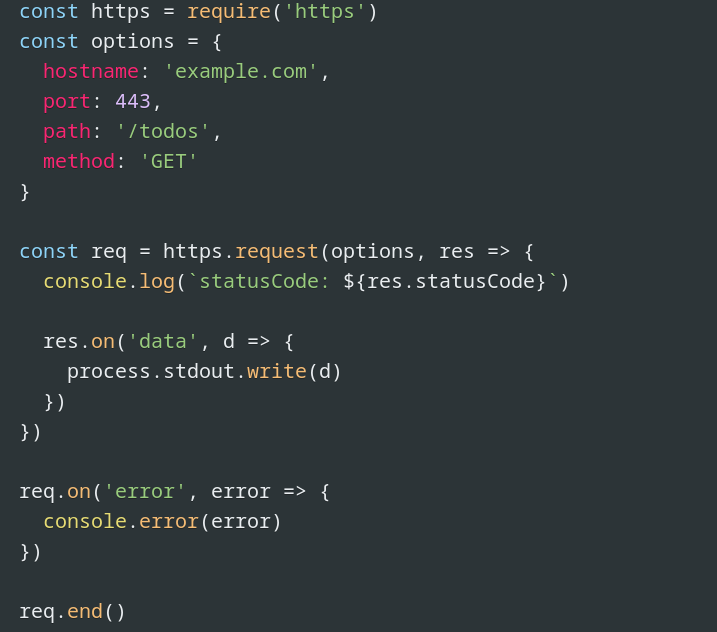 const https = require('https')
const options = {
  hostname: 'example.com',
  port: 443,
  path: '/todos',
  method: 'GET'
}

const req = https.request(options, res => {
  console.log(`statusCode: ${res.statusCode}`)

  res.on('data', d => {
    process.stdout.write(d)
  })
})

req.on('error', error => {
  console.error(error)
})

req.end()